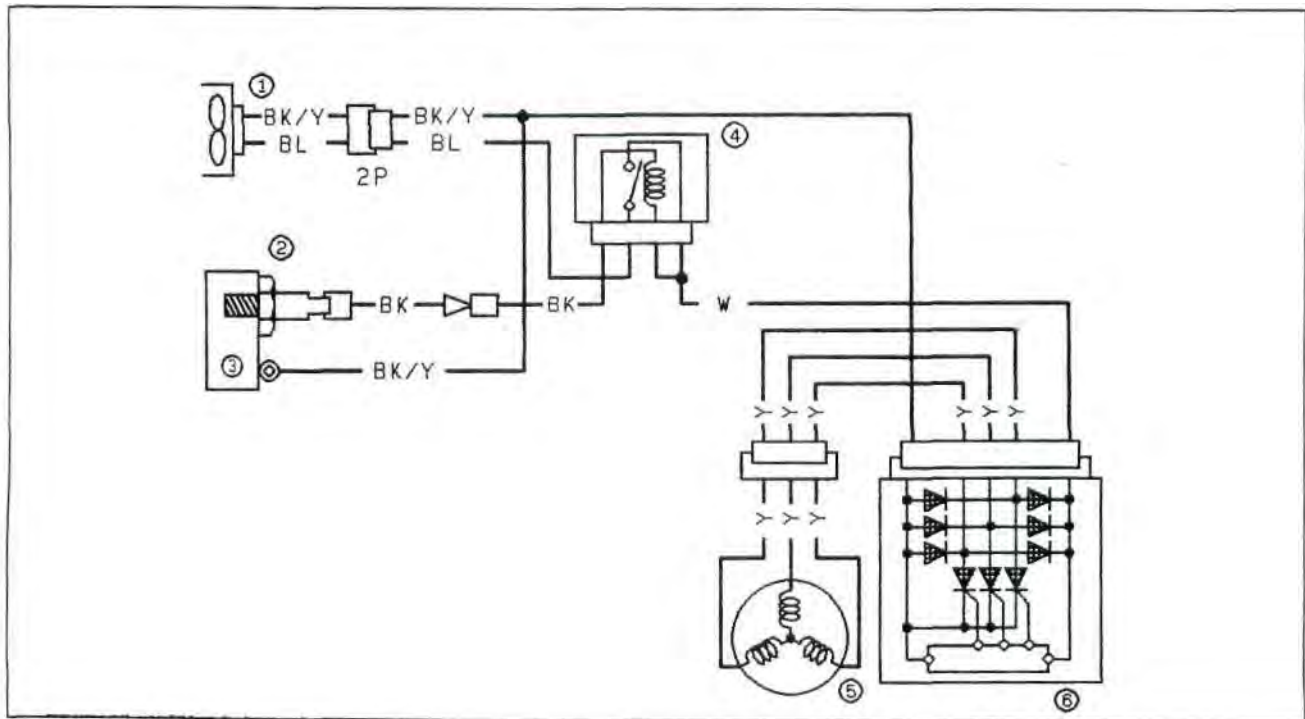 ①
BK/Y BK/Y
BL BL
2P
④
②
BK BK
W
③
BK/Y
Y Y Y Y Y Y
Y Y Y
⑤
⑥